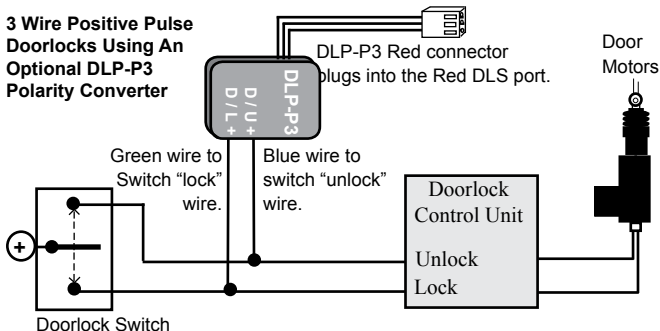 3 Wire Positive Pulse
Doorlocks Using An
Optional DLP-P3
Polarity Converter
DLP-P3 Red connector
plugs into the Red DLS port.
Door
Motors
DLP-P3
D / U +
D / L +
Green wire to
Switch “lock”
wire.
Blue wire to
switch “unlock”
wire.
Doorlock
Control Unit
Unlock
Lock
+
Doorlock Switch